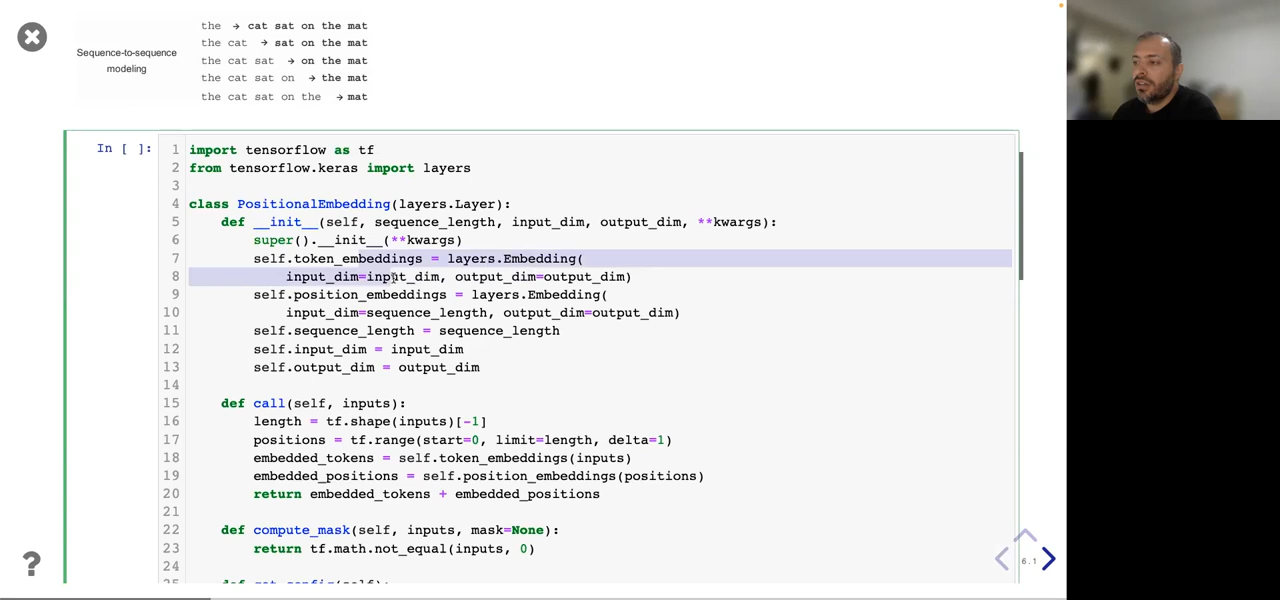 the → cat sat on the mat
the cat → sat on the mat
Sequence-to-sequence
modeling
the cat sat → on the mat
the cat sat on → the mat
the cat sat on the → mat
In [ ]:
1 import tensorflow as tf
2 from tensorflow.keras import layers
3
4 class PositionalEmbedding(layers.Layer):
5     def __init__(self, sequence_length, input_dim, output_dim, **kwargs):
6         super().__init__(**kwargs)
7         self.token_embeddings = layers.Embedding(
8             input_dim=input_dim, output_dim=output_dim)
9         self.position_embeddings = layers.Embedding(
10             input_dim=sequence_length, output_dim=output_dim)
11         self.sequence_length = sequence_length
12         self.input_dim = input_dim
13         self.output_dim = output_dim
14
15     def call(self, inputs):
16         length = tf.shape(inputs)[-1]
17         positions = tf.range(start=0, limit=length, delta=1)
18         embedded_tokens = self.token_embeddings(inputs)
19         embedded_positions = self.position_embeddings(positions)
20         return embedded_tokens + embedded_positions
21
22     def compute_mask(self, inputs, mask=None):
23         return tf.math.not_equal(inputs, 0)
24
25     def get_config(self):
6.1
?